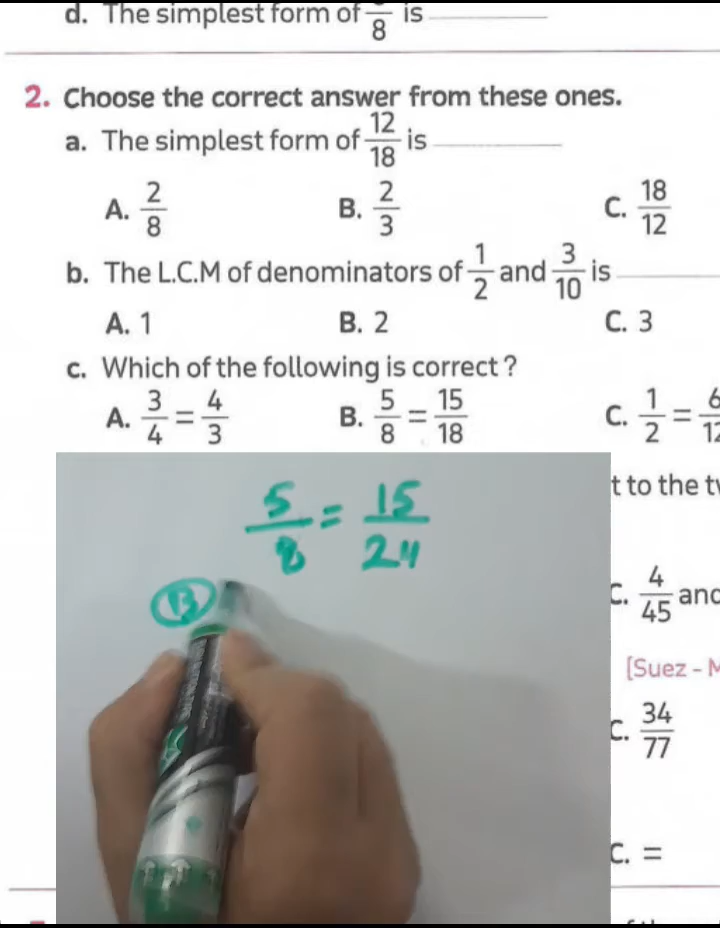 d. The simplest form of —/8 is
2. Choose the correct answer from these ones.
a. The simplest form of 12/18 is
A. 2/8 B. 2/3 C. 18/12
b. The L.C.M of denominators of 1/2 and 3/10 is
A. 1 B. 2 C. 3
c. Which of the following is correct ?
A. 3/4 = 4/3 B. 5/8 = 15/18 C. 1/2 = 6/12
5/8 = 15/24
B
t to the
C. 4/45 and
[Suez -
C. 34/77
C. =